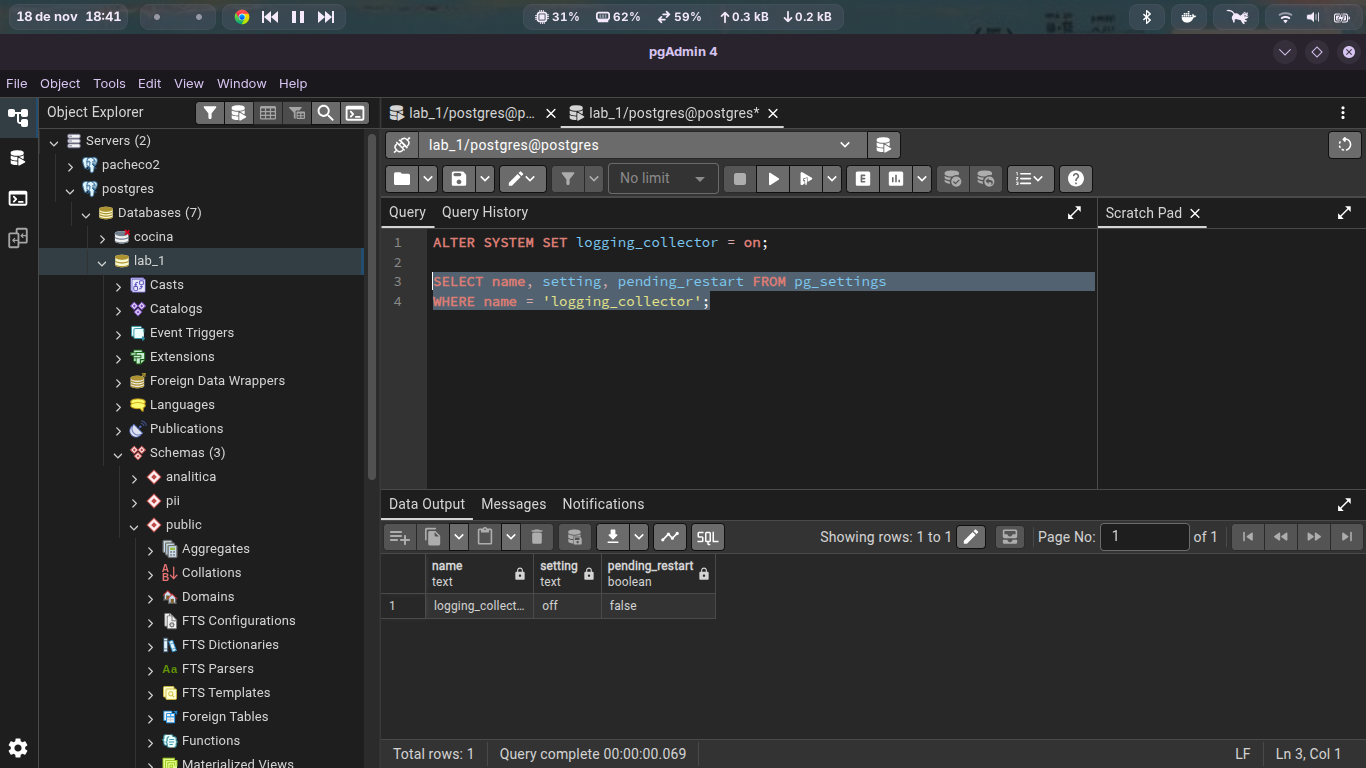 18 de nov 18:41
31% 62% 59% 0.3 kB 0.2 kB
pgAdmin 4
File Object Tools Edit View Window Help
Object Explorer
Servers (2)
pacheco2
postgres
Databases (7)
cocina
lab_1
Casts
Catalogs
Event Triggers
Extensions
Foreign Data Wrappers
Languages
Publications
Schemas (3)
analitica
pii
public
Aggregates
Collations
Domains
FTS Configurations
FTS Dictionaries
Aa FTS Parsers
FTS Templates
Foreign Tables
Functions
Materialized Views
lab_1/postgres@p... lab_1/postgres@postgres*
lab_1/postgres@postgres
No limit E
Query Query History
Scratch Pad
1 ALTER SYSTEM SET logging_collector = on;
2
3 SELECT name, setting, pending_restart FROM pg_settings
4 WHERE name = 'logging_collector';
Data Output Messages Notifications
SQL Showing rows: 1 to 1 Page No: 1 of 1
name setting pending_restart
text text boolean
1 logging_collect... off false
Total rows: 1 Query complete 00:00:00.069 LF Ln 3, Col 1